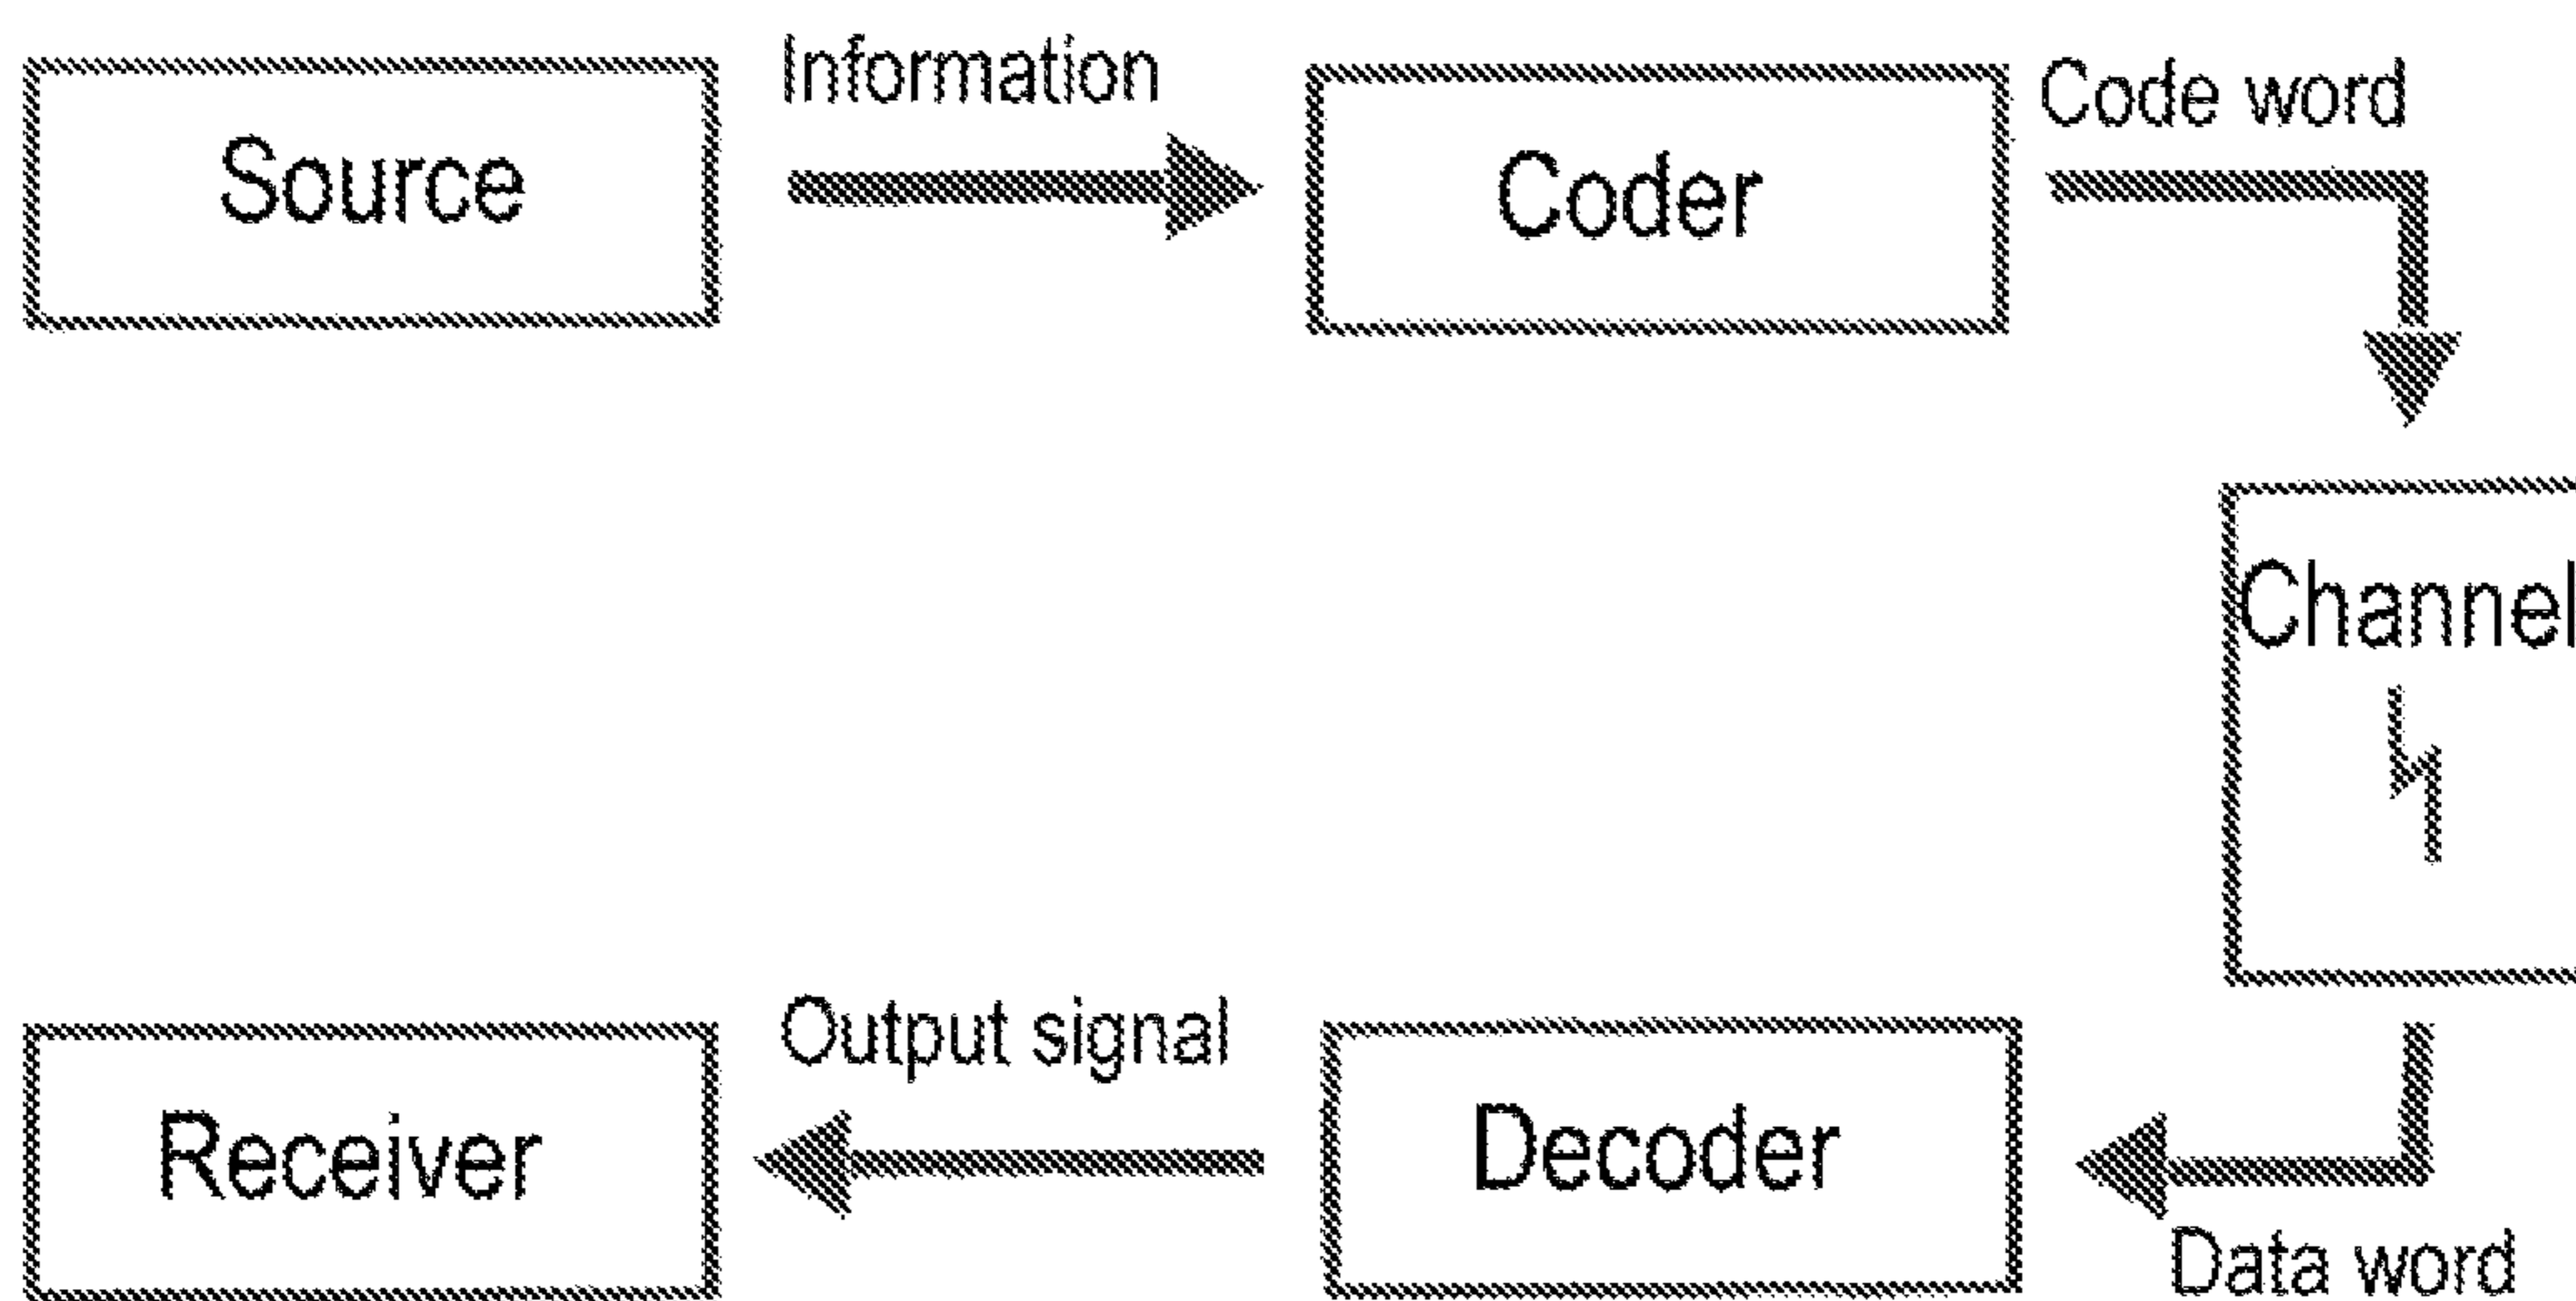 Information
Code word
Source
Coder
Channel
Output signal
Receiver
Decoder
Data word